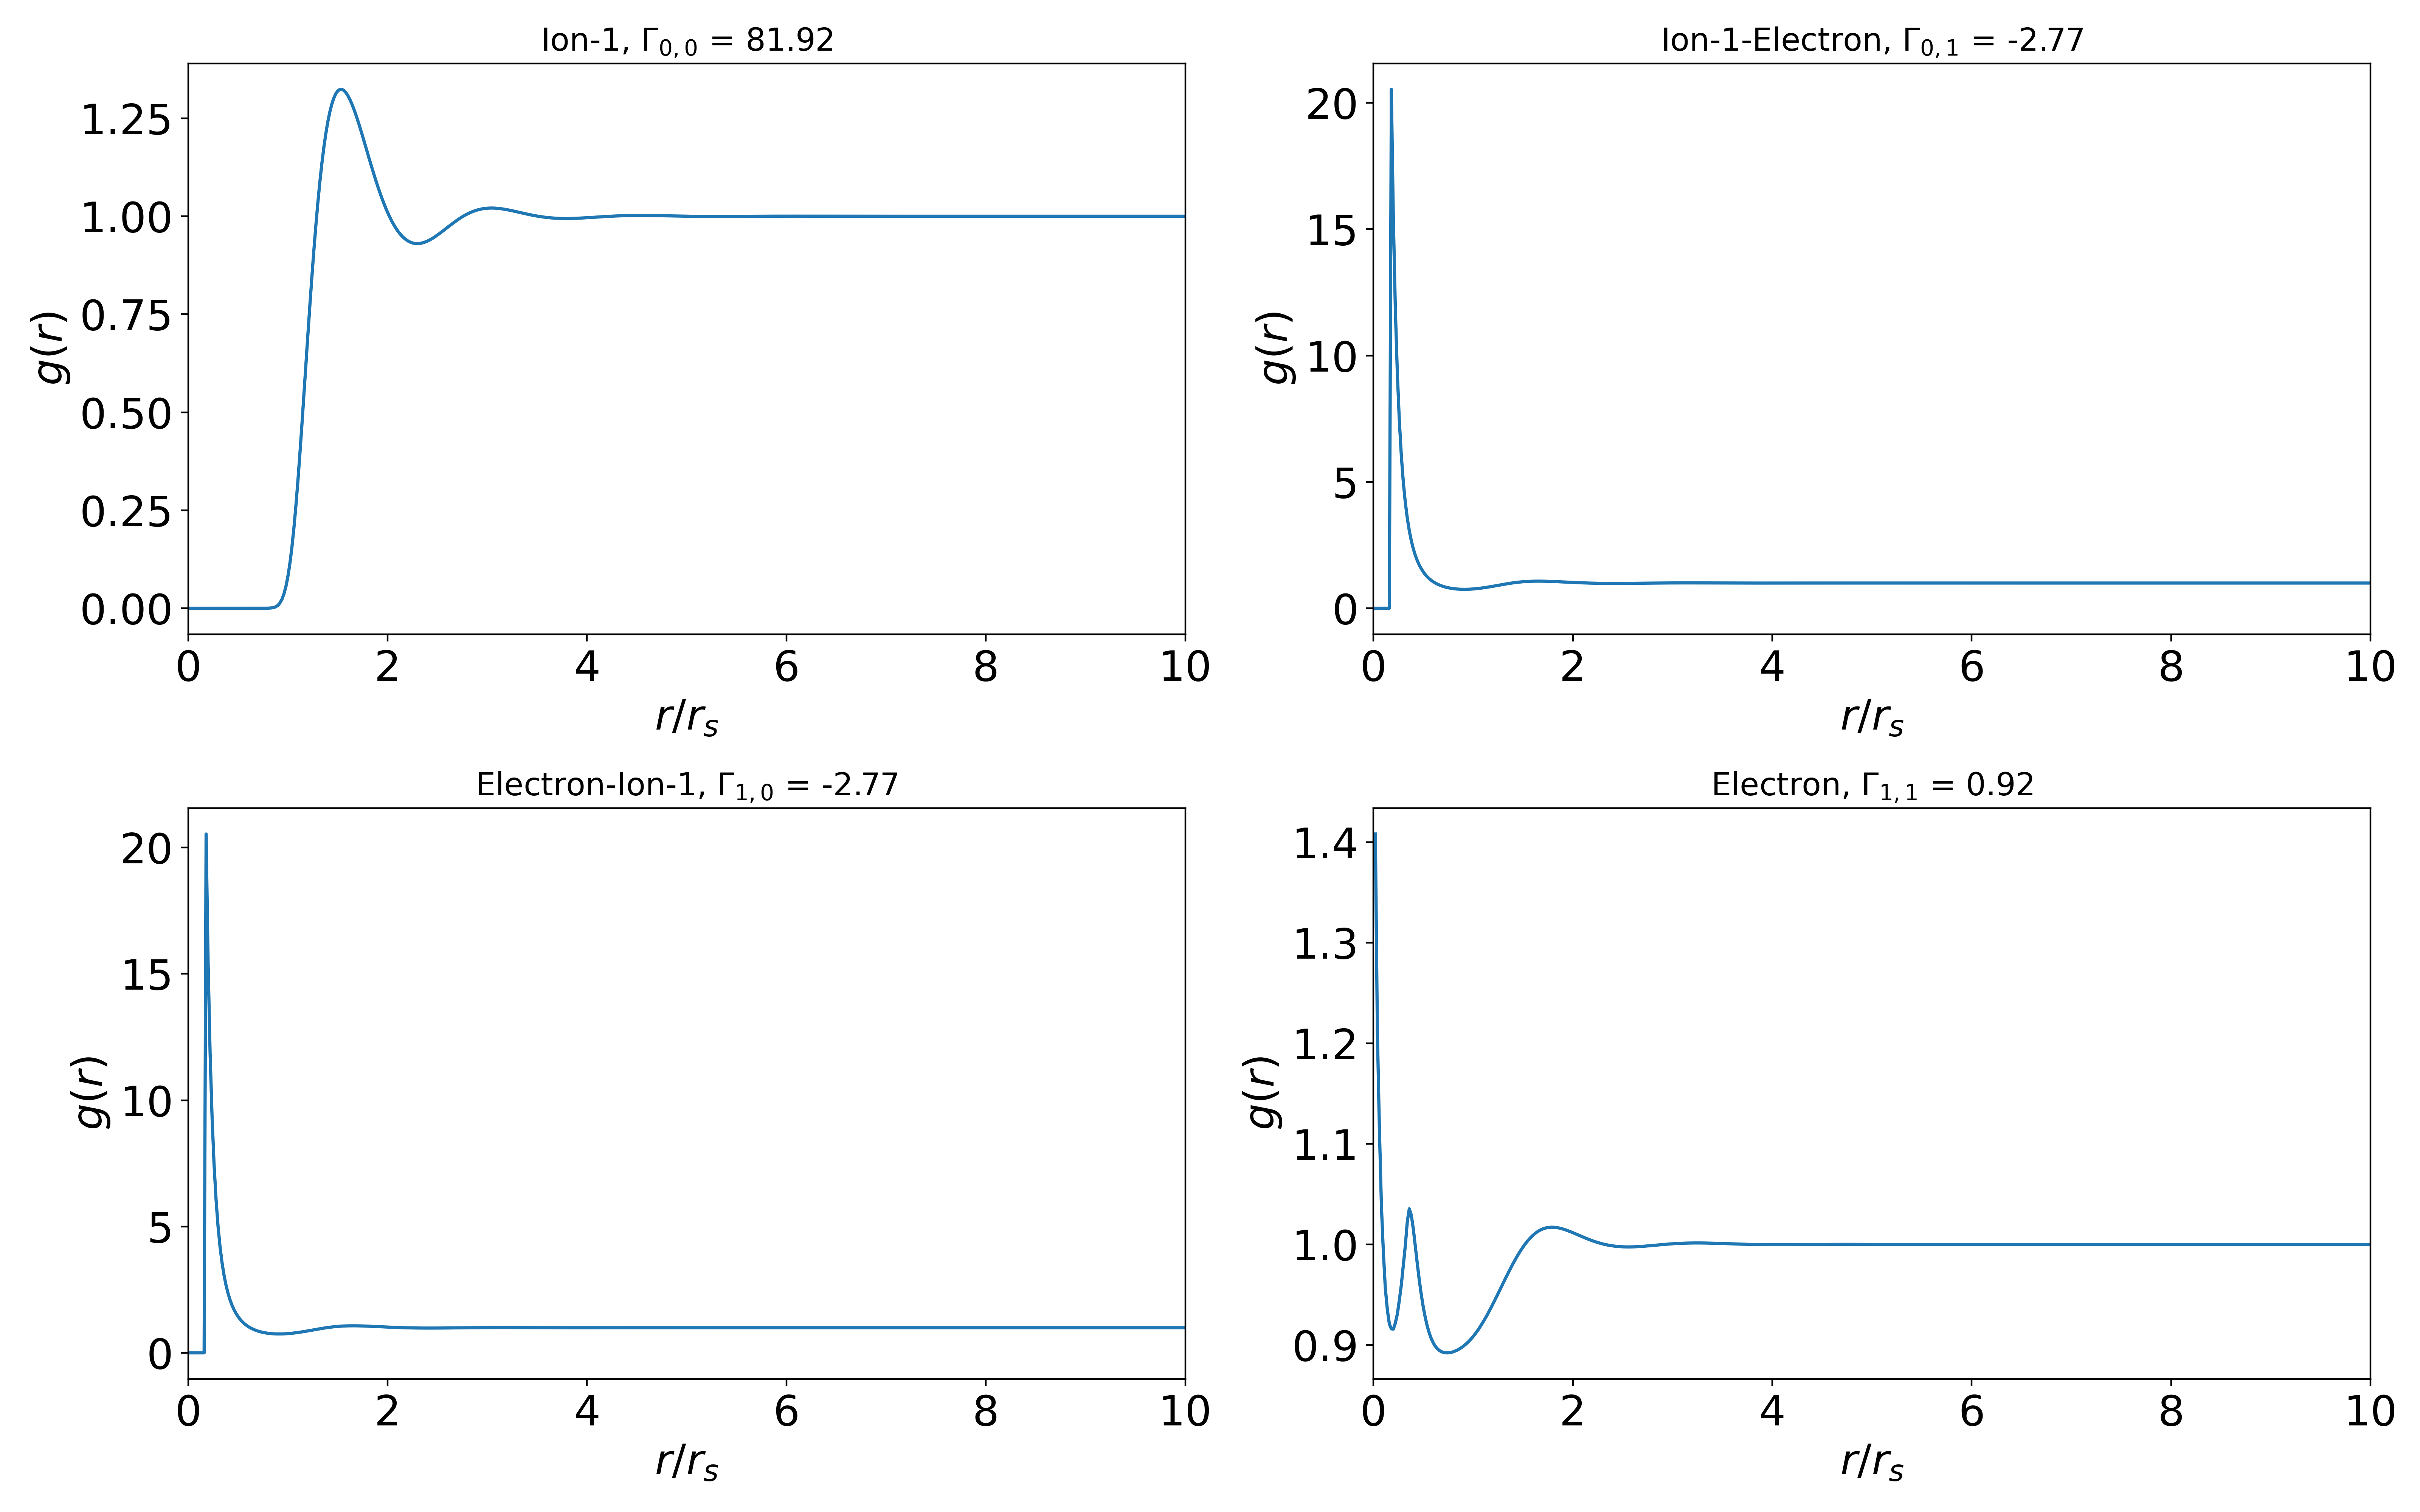 Ion-1, Γ0,0 = 81.92
1.25
1.00
0.75
0.50
0.25
0.00
g(r)
0 2 4 6 8 10
r/rs
Ion-1-Electron, Γ0,1 = -2.77
20
15
10
5
0
g(r)
0 2 4 6 8 10
r/rs
Electron-Ion-1, Γ1,0 = -2.77
20
15
10
5
0
g(r)
0 2 4 6 8 10
r/rs
Electron, Γ1,1 = 0.92
1.4
1.3
1.2
1.1
1.0
0.9
g(r)
0 2 4 6 8 10
r/rs